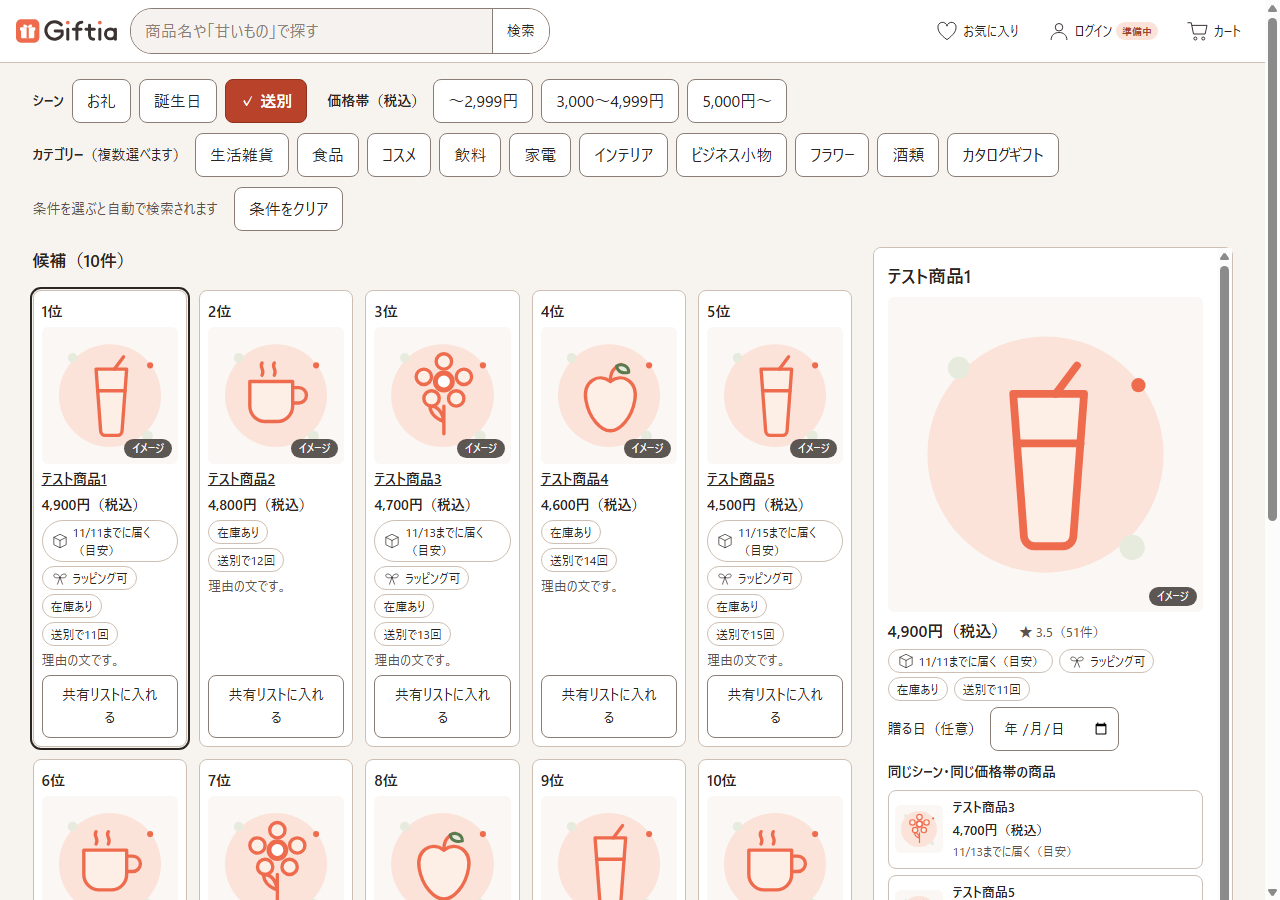 Giftia
商品名や「甘いもの」で探す
検索
お気に入り
ログイン 準備中
カート
シーン お礼 誕生日 ✓ 送別 価格帯（税込） ～2,999円 3,000～4,999円 5,000円～
カテゴリー（複数選べます） 生活雑貨 食品 コスメ 飲料 家電 インテリア ビジネス小物 フラワー 酒類 カタログギフト
条件を選ぶと自動で検索されます 条件をクリア
候補（10件）
1位
イメージ
テスト商品1
4,900円（税込）
11/11までに届く
（目安）
ラッピング可
在庫あり
送別で11回
理由の文です。
共有リストに入れ
る
2位
イメージ
テスト商品2
4,800円（税込）
在庫あり
送別で12回
理由の文です。
共有リストに入れ
る
3位
イメージ
テスト商品3
4,700円（税込）
11/13までに届く
（目安）
ラッピング可
在庫あり
送別で13回
理由の文です。
共有リストに入れ
る
4位
イメージ
テスト商品4
4,600円（税込）
在庫あり
送別で14回
理由の文です。
共有リストに入れ
る
5位
イメージ
テスト商品5
4,500円（税込）
11/15までに届く
（目安）
ラッピング可
在庫あり
送別で15回
理由の文です。
共有リストに入れ
る
6位
7位
8位
9位
10位
テスト商品1
イメージ
4,900円（税込） ★ 3.5（51件）
11/11までに届く（目安） ラッピング可
在庫あり 送別で11回
贈る日（任意） 年 /月/日
同じシーン・同じ価格帯の商品
テスト商品3
4,700円（税込）
11/13までに届く（目安）
テスト商品5